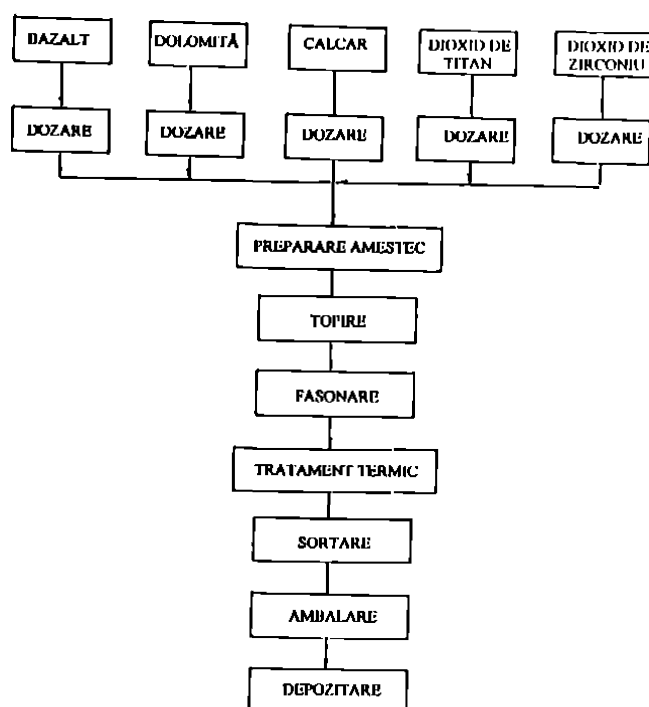 BAZALT
DOLOMITĂ
CALCAR
DIOXID DE
TITAN
DIOXID DE
ZIRCONIU
DOZARE
DOZARE
DOZARE
DOZARE
DOZARE
PREPARARE AMESTEC
TOPIRE
FASONARE
TRATAMENT TERMIC
SORTARE
AMBALARE
DEPOZITARE